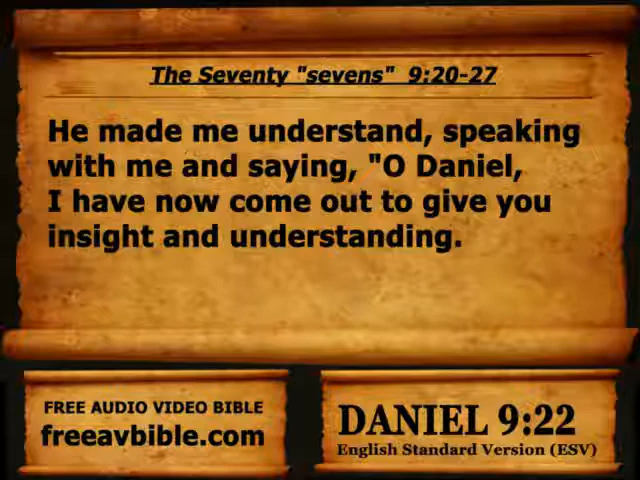 The Seventy "sevens" 9:20-27
He made me understand, speaking
with me and saying, "O Daniel,
I have now come out to give you
insight and understanding.
FREE AUDIO VIDEO BIBLE
freeavbible.com
DANIEL 9:22
English Standard Version (ESV)